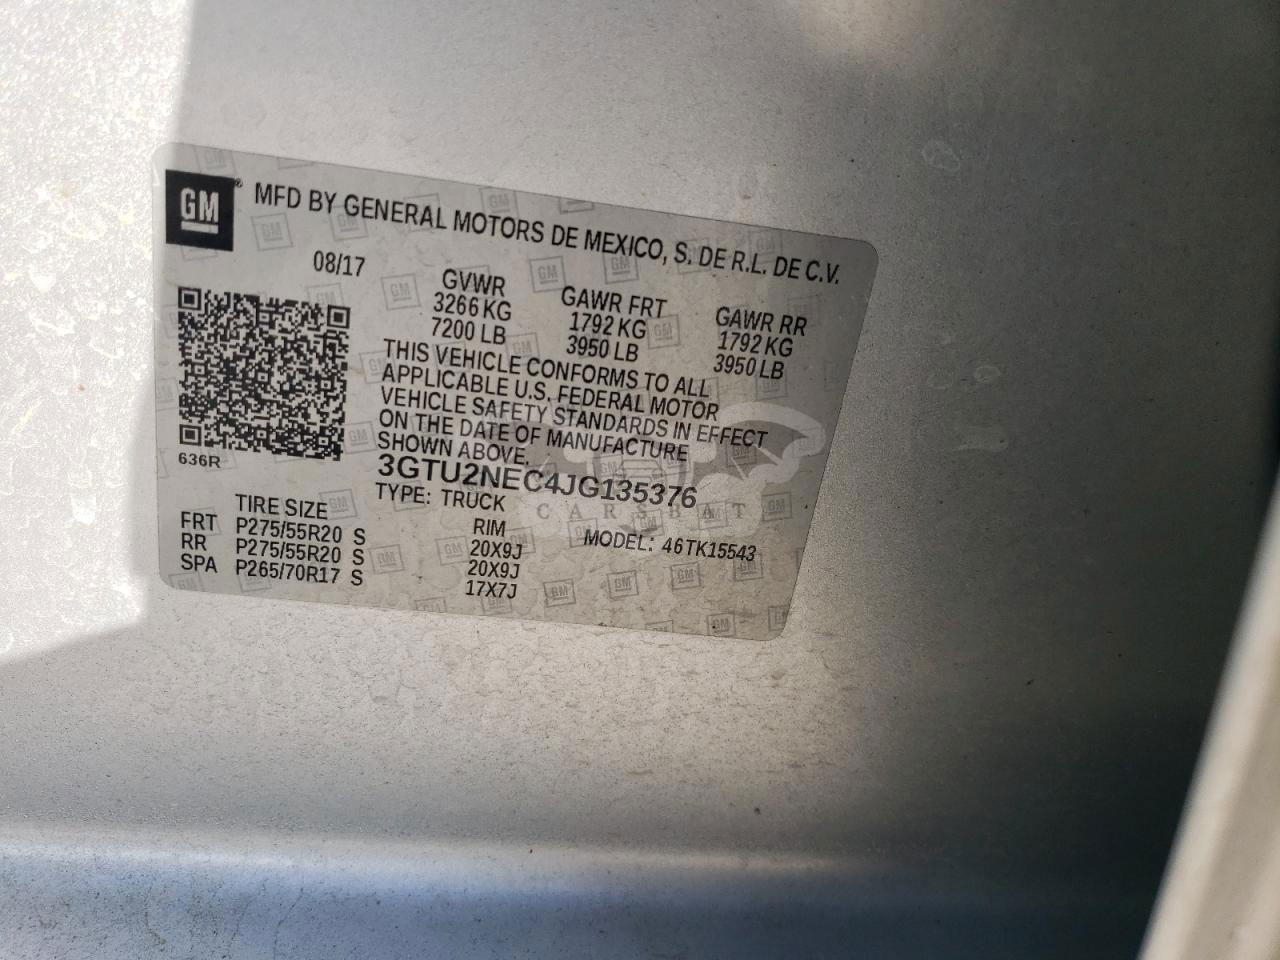 GM
MFD BY GENERAL MOTORS DE MEXICO, S. DE R.L. DE C.V.
08/17
GVWR GAWR FRT GAWR RR
3266 KG 1792 KG 1792 KG
7200 LB 3950 LB 3950 LB
THIS VEHICLE CONFORMS TO ALL
APPLICABLE U.S. FEDERAL MOTOR
VEHICLE SAFETY STANDARDS IN EFFECT
ON THE DATE OF MANUFACTURE
SHOWN ABOVE.
636R
3GTU2NEC4JG135376
TYPE: TRUCK
CARSBAT
MODEL: 46TK15543
TIRE SIZE RIM
FRT P275/55R20 S 20X9J
RR P275/55R20 S 20X9J
SPA P265/70R17 S 17X7J